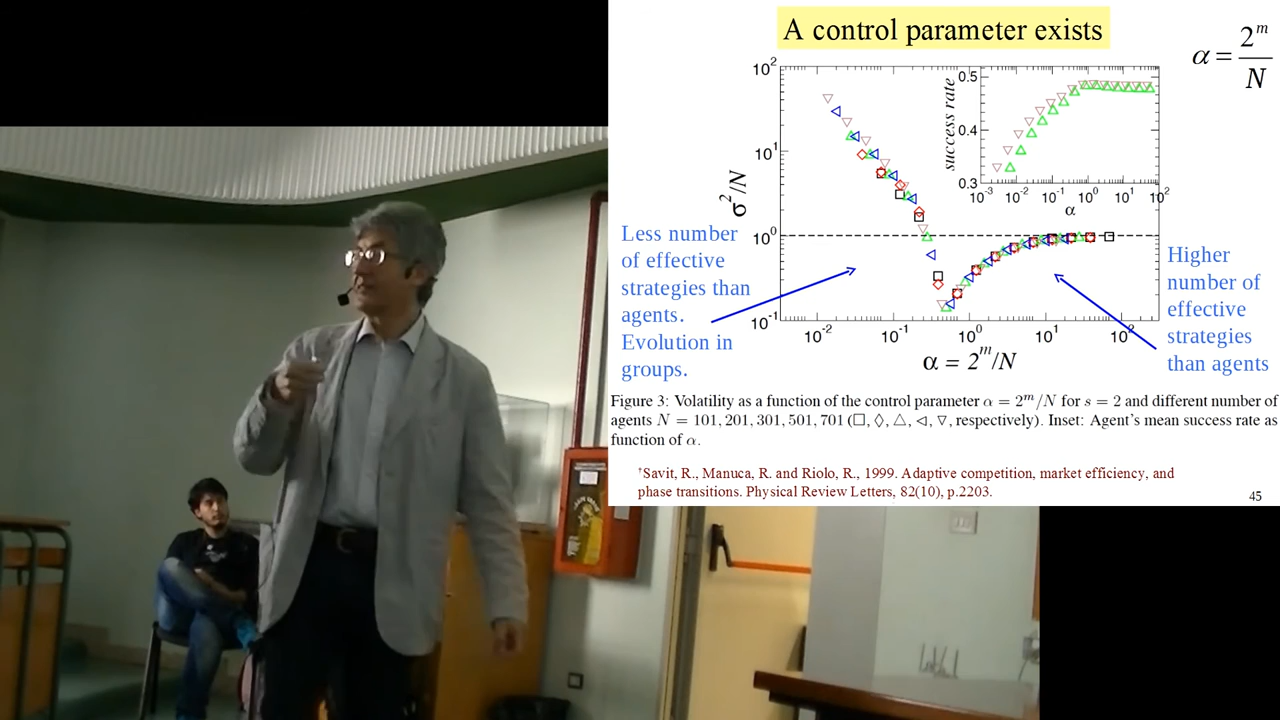 A control parameter exists
α = 2^m / N
10^2
10^1
10^0
10^-1
σ^2/N
10^-2
10^-1
10^0
10^1
10^2
α = 2^m/N
success rate
0.5
0.4
0.3
10^-3
10^-2
10^-1
10^0
10^1
10^2
α
Less number
of effective
strategies than
agents.
Evolution in
groups.
Higher
number of
effective
strategies
than agents
Figure 3: Volatility as a function of the control parameter α = 2^m/N for s = 2 and different number of
agents N = 101, 201, 301, 501, 701 (□, ◇, △, ◁, ▽, respectively). Inset: Agent's mean success rate as
function of α.
†Savit, R., Manuca, R. and Riolo, R., 1999. Adaptive competition, market efficiency, and
phase transitions. Physical Review Letters, 82(10), p.2203.
45